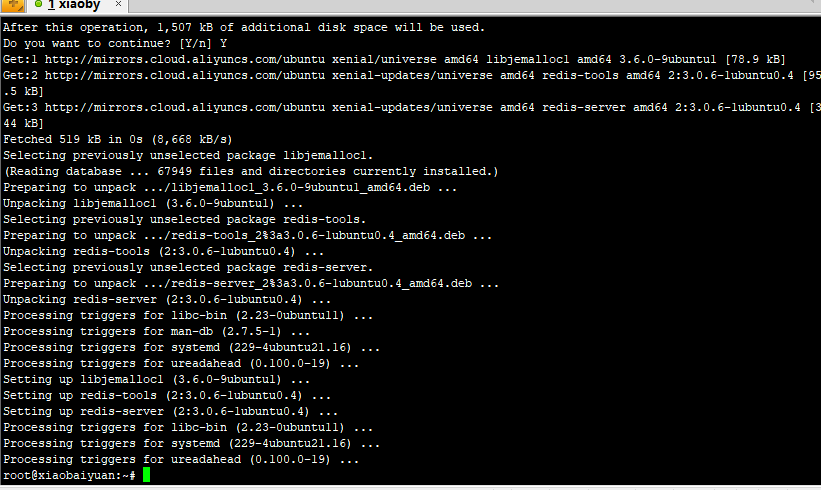 1 xiaoby ×
After this operation, 1,507 kB of additional disk space will be used.
Do you want to continue? [Y/n] Y
Get:1 http://mirrors.cloud.aliyuncs.com/ubuntu xenial/universe amd64 libjemalloc1 amd64 3.6.0-9ubuntu1 [78.9 kB]
Get:2 http://mirrors.cloud.aliyuncs.com/ubuntu xenial-updates/universe amd64 redis-tools amd64 2:3.0.6-1ubuntu0.4 [95
.5 kB]
Get:3 http://mirrors.cloud.aliyuncs.com/ubuntu xenial-updates/universe amd64 redis-server amd64 2:3.0.6-1ubuntu0.4 [3
44 kB]
Fetched 519 kB in 0s (8,668 kB/s)
Selecting previously unselected package libjemalloc1.
(Reading database ... 67949 files and directories currently installed.)
Preparing to unpack .../libjemalloc1_3.6.0-9ubuntu1_amd64.deb ...
Unpacking libjemalloc1 (3.6.0-9ubuntu1) ...
Selecting previously unselected package redis-tools.
Preparing to unpack .../redis-tools_2%3a3.0.6-1ubuntu0.4_amd64.deb ...
Unpacking redis-tools (2:3.0.6-1ubuntu0.4) ...
Selecting previously unselected package redis-server.
Preparing to unpack .../redis-server_2%3a3.0.6-1ubuntu0.4_amd64.deb ...
Unpacking redis-server (2:3.0.6-1ubuntu0.4) ...
Processing triggers for libc-bin (2.23-0ubuntu11) ...
Processing triggers for man-db (2.7.5-1) ...
Processing triggers for systemd (229-4ubuntu21.16) ...
Processing triggers for ureadahead (0.100.0-19) ...
Setting up libjemalloc1 (3.6.0-9ubuntu1) ...
Setting up redis-tools (2:3.0.6-1ubuntu0.4) ...
Setting up redis-server (2:3.0.6-1ubuntu0.4) ...
Processing triggers for libc-bin (2.23-0ubuntu11) ...
Processing triggers for systemd (229-4ubuntu21.16) ...
Processing triggers for ureadahead (0.100.0-19) ...
root@xiaobaiyuan:~#